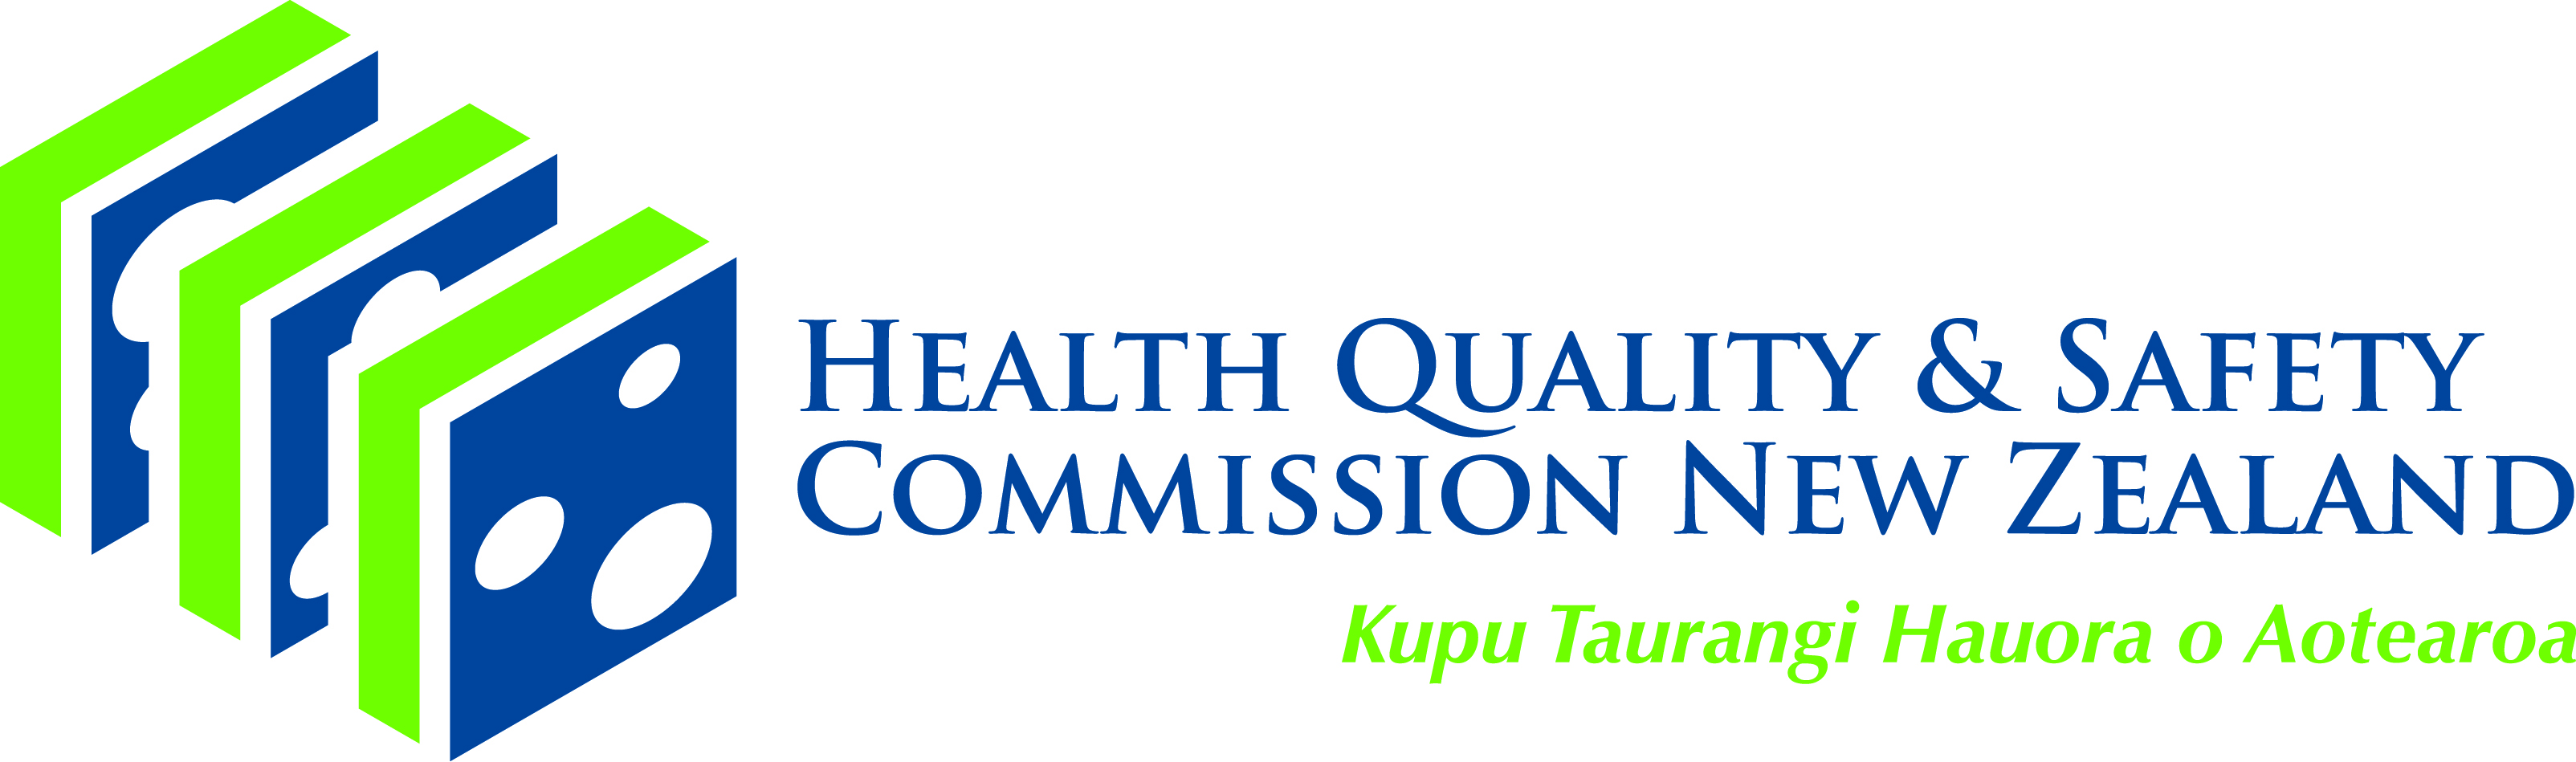 HEALTH QUALITY & SAFETY
COMMISSION NEW ZEALAND
Kupu Taurangi Hauora o Aotearoa